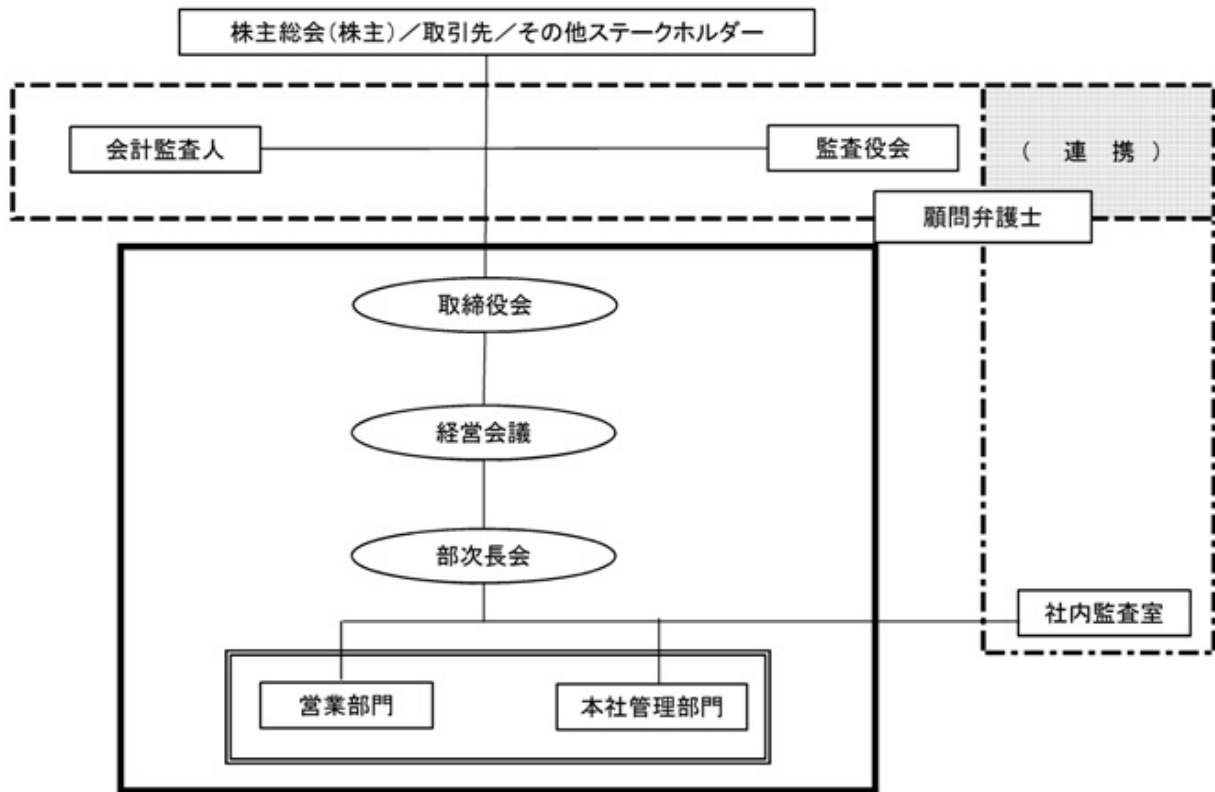 株主総会(株主)／取引先／その他ステークホルダー
会計監査人
監査役会
( 連 携 )
顧問弁護士
取締役会
経営会議
部次長会
社内監査室
営業部門
本社管理部門